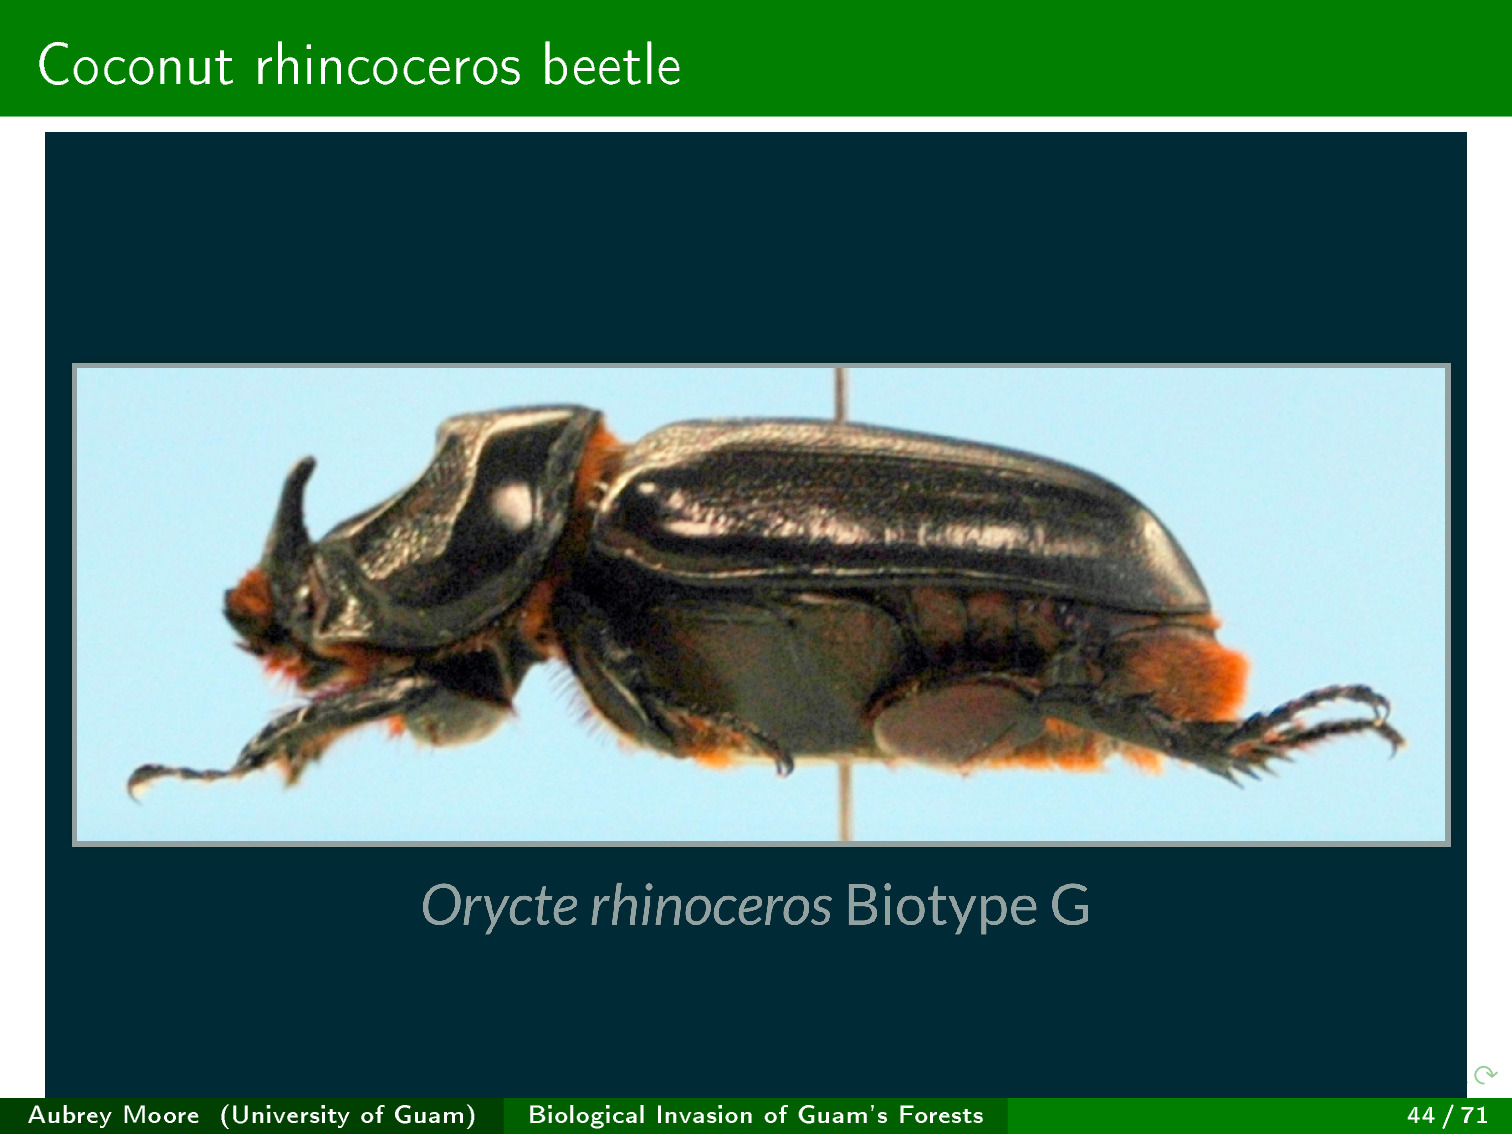 Coconut rhincoceros beetle
Orycte rhinoceros Biotype G
Aubrey Moore (University of Guam) Biological Invasion of Guam's Forests 44 / 71